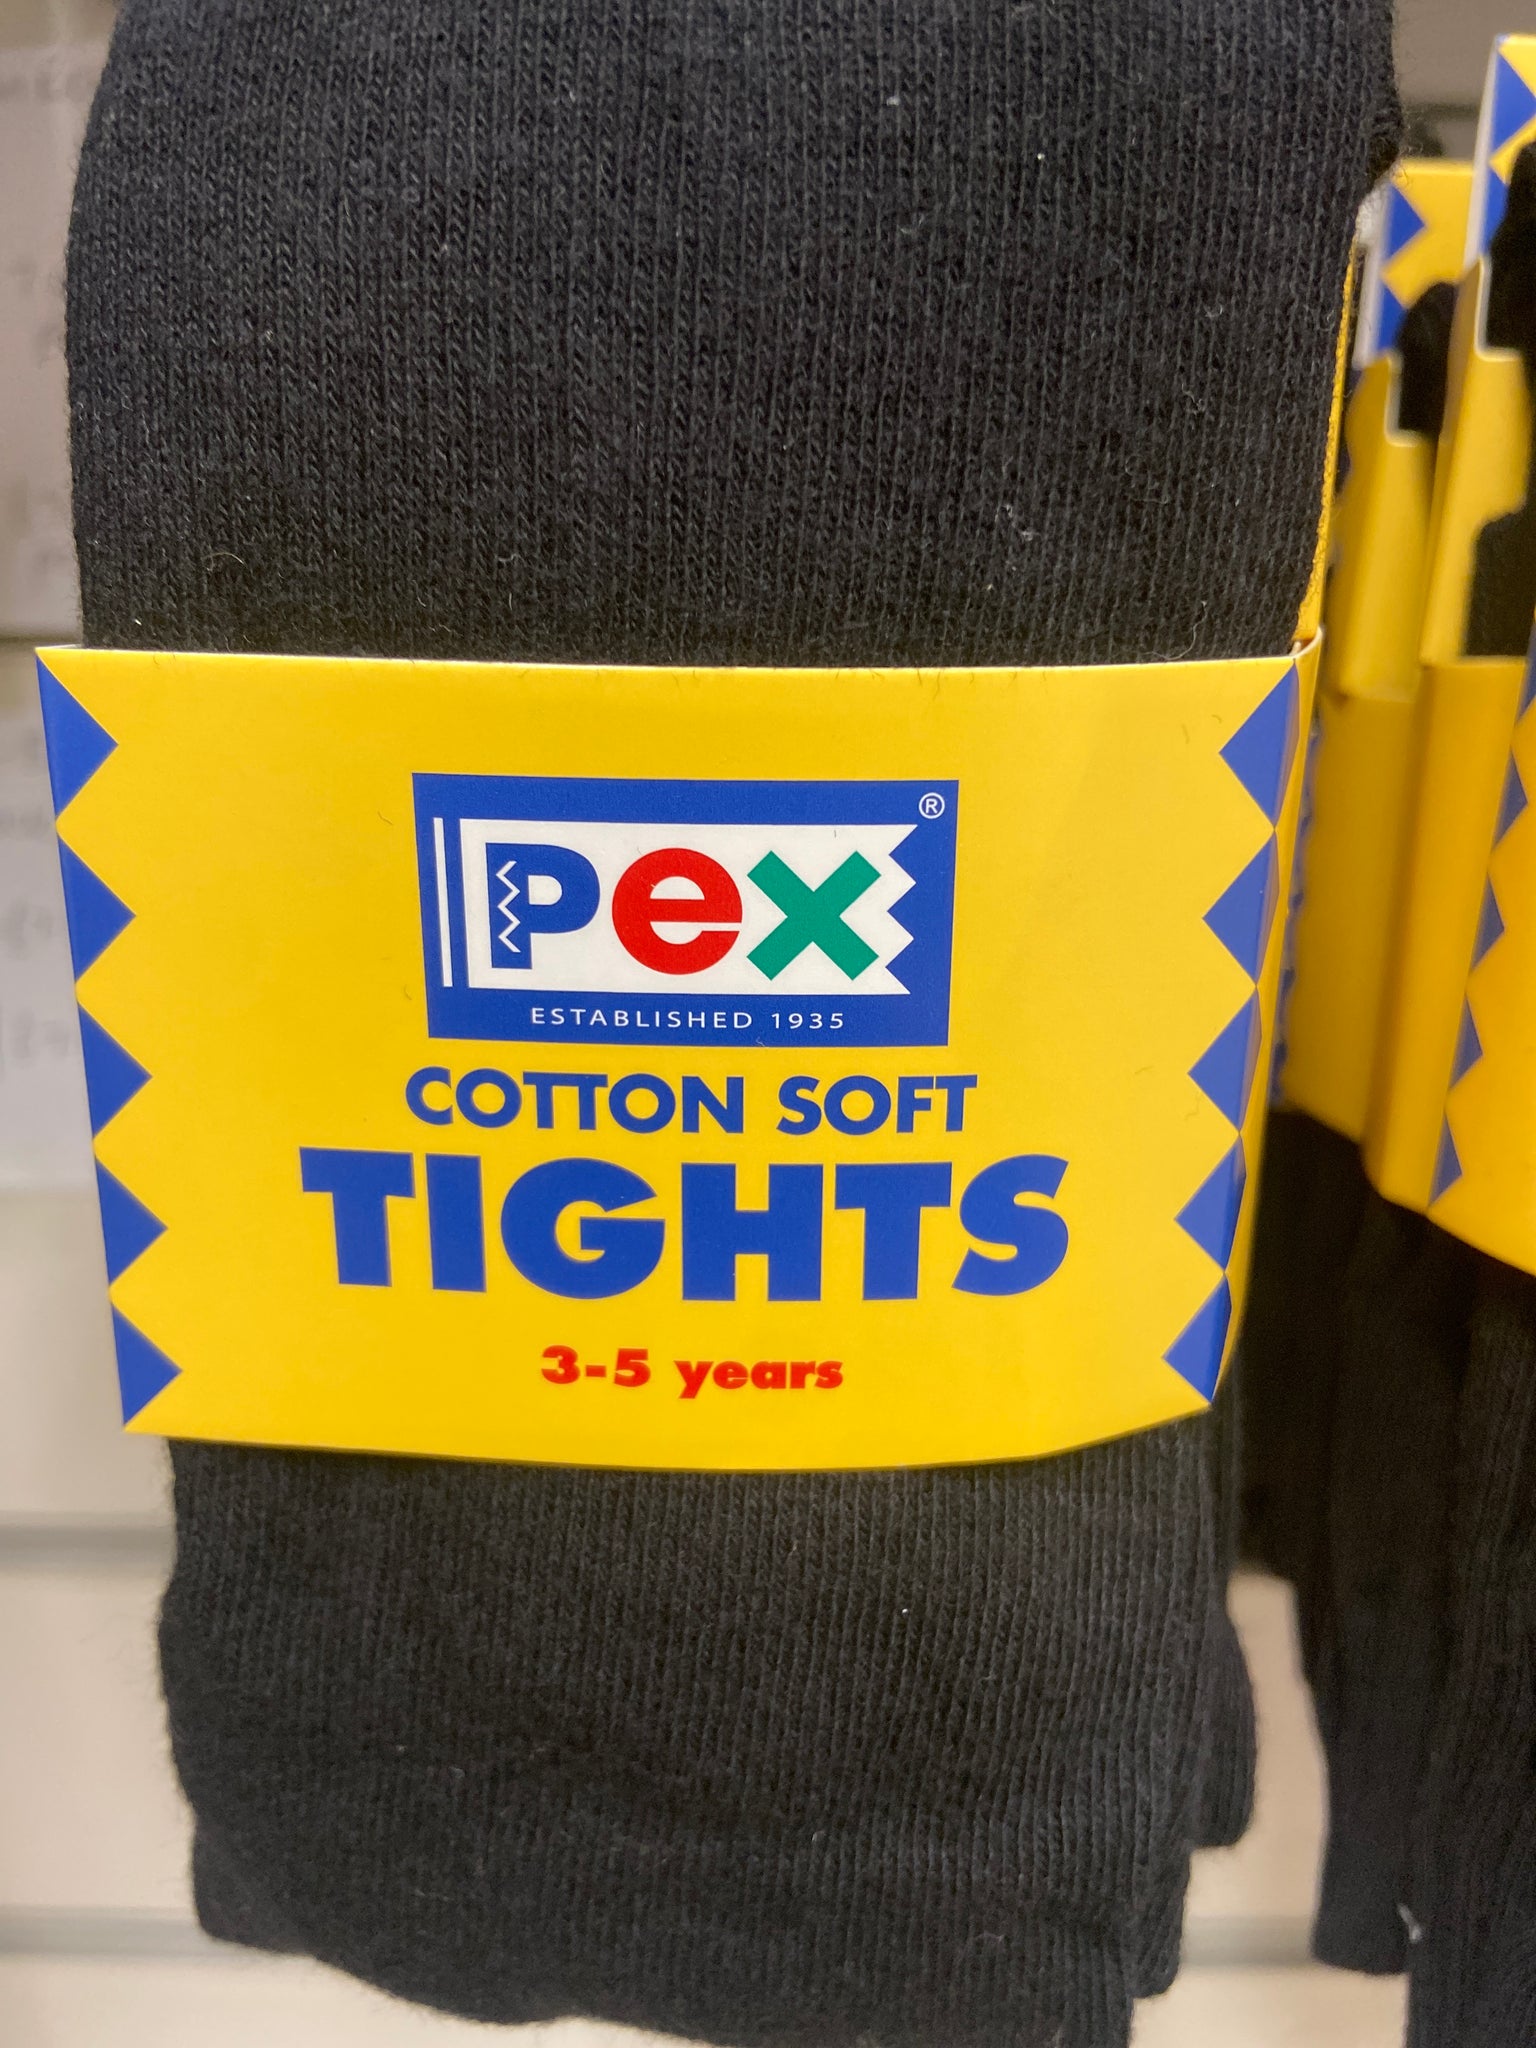 Pex ®
ESTABLISHED 1935
COTTON SOFT
TIGHTS
3-5 years